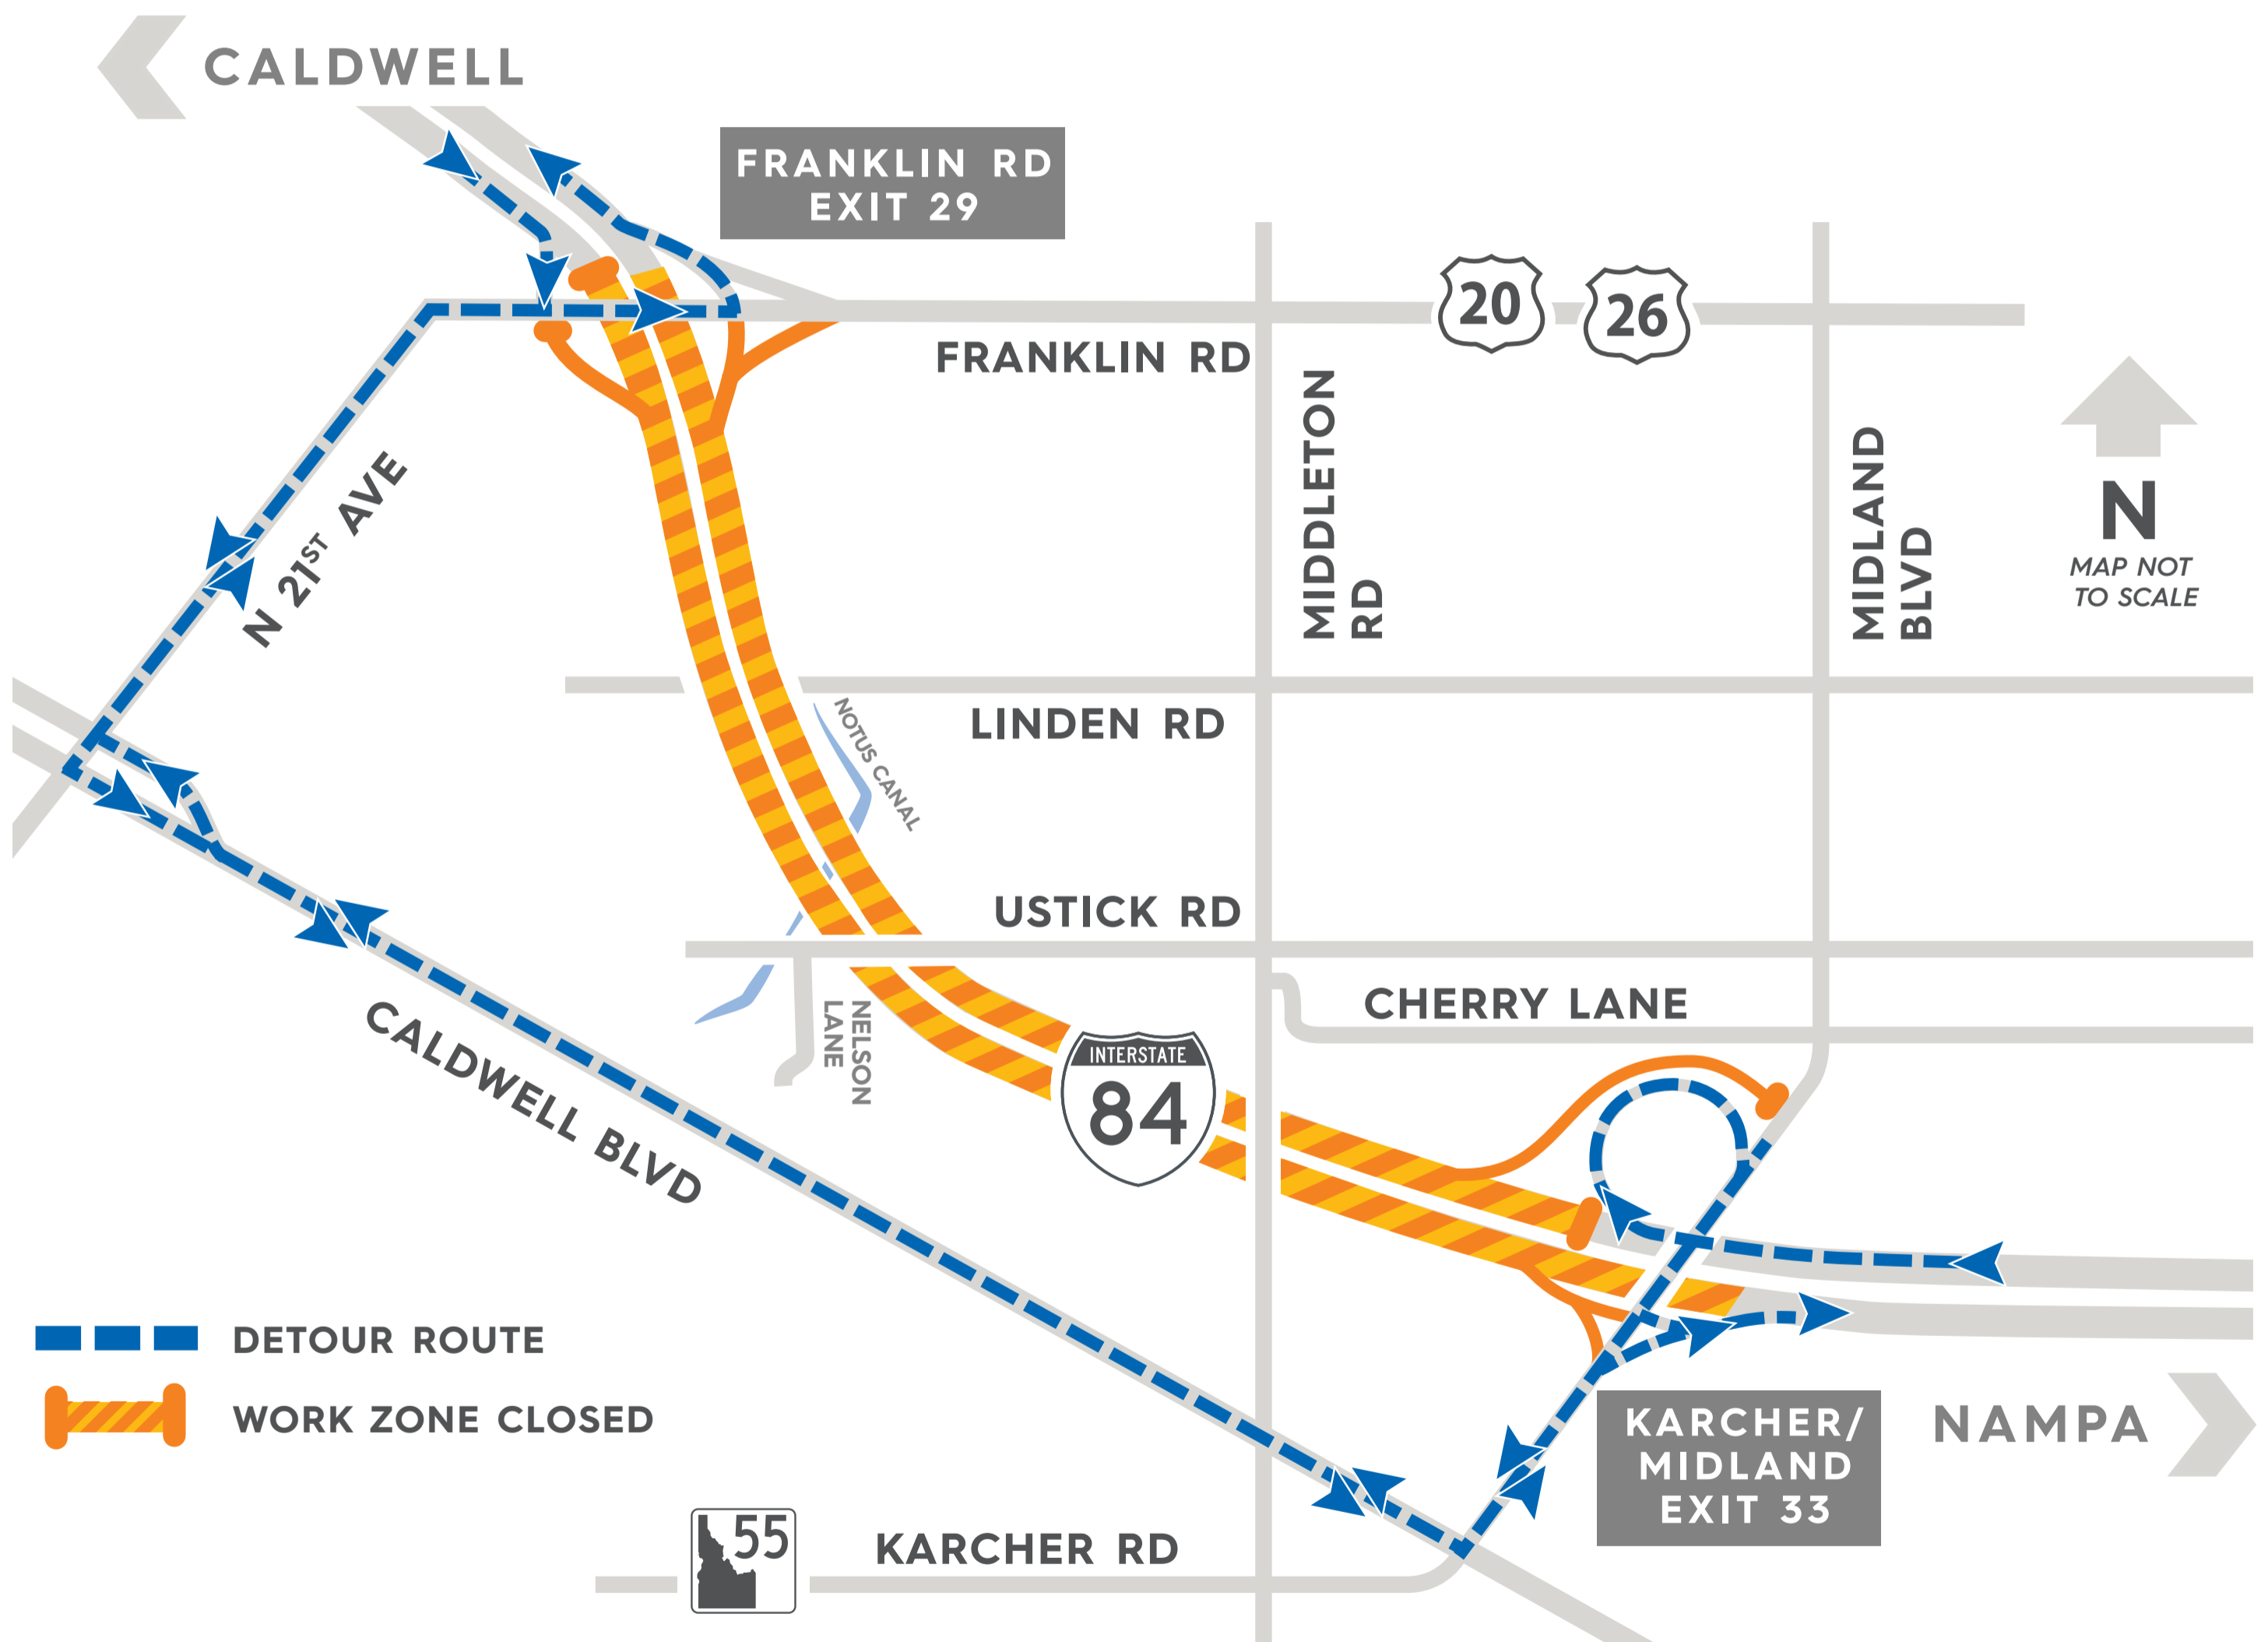 CALDWELL
FRANKLIN RD
EXIT 29
20
26
FRANKLIN RD
MIDDLETON
RD
MIDLAND
BLVD
N
MAP NOT
TO SCALE
N 21ST AVE
LINDEN RD
NOTUS CANAL
USTICK RD
CHERRY LANE
NELSON
LANE
INTERSTATE
84
CALDWELL BLVD
DETOUR ROUTE
WORK ZONE CLOSED
KARCHER/
MIDLAND
EXIT 33
NAMPA
55
KARCHER RD